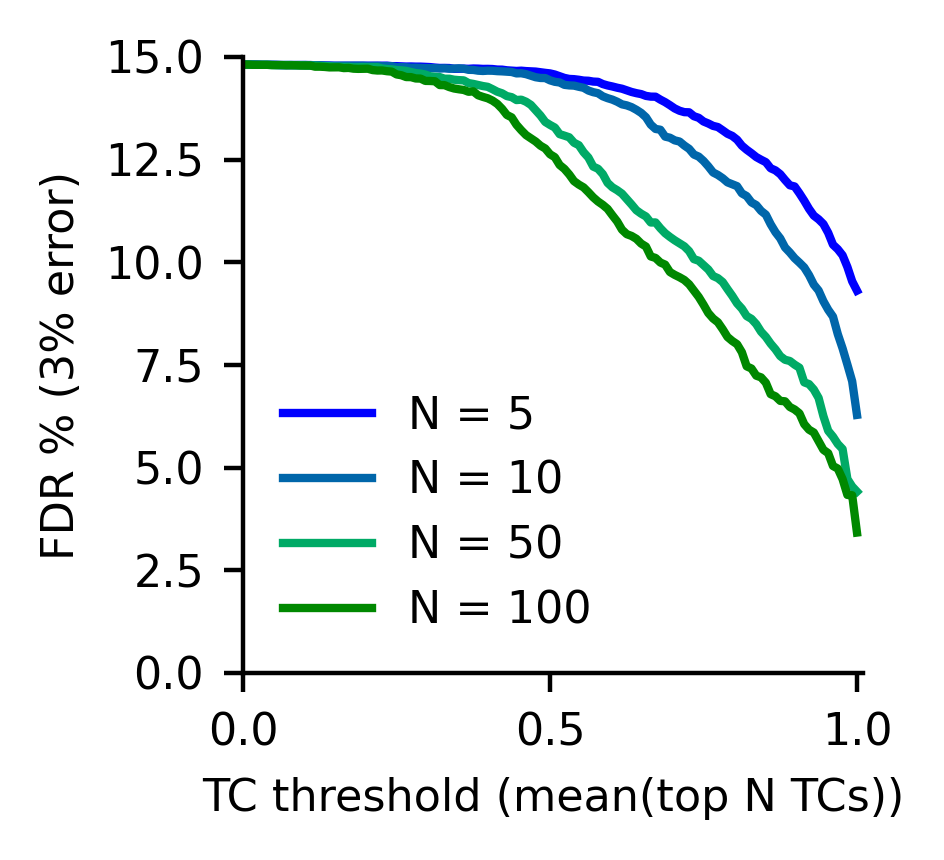 15.0
12.5
10.0
7.5
5.0
2.5
0.0
FDR % (3% error)
N = 5
N = 10
N = 50
N = 100
0.0 0.5 1.0
TC threshold (mean(top N TCs))